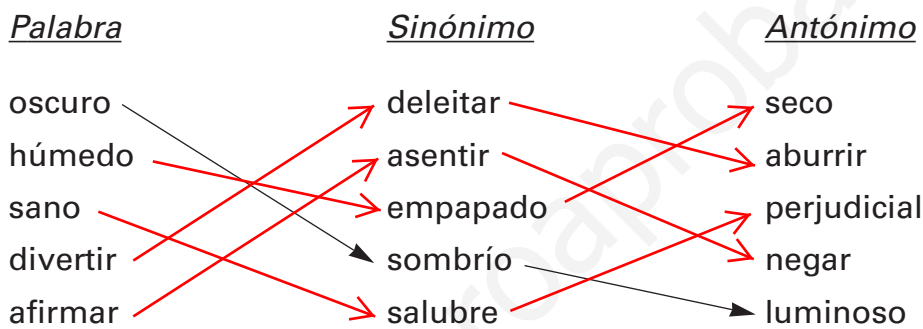 Palabra Sinónimo Antónimo
oscuro deleitar seco
húmedo asentir aburrir
sano empapado perjudicial
divertir sombrío negar
afirmar salubre luminoso